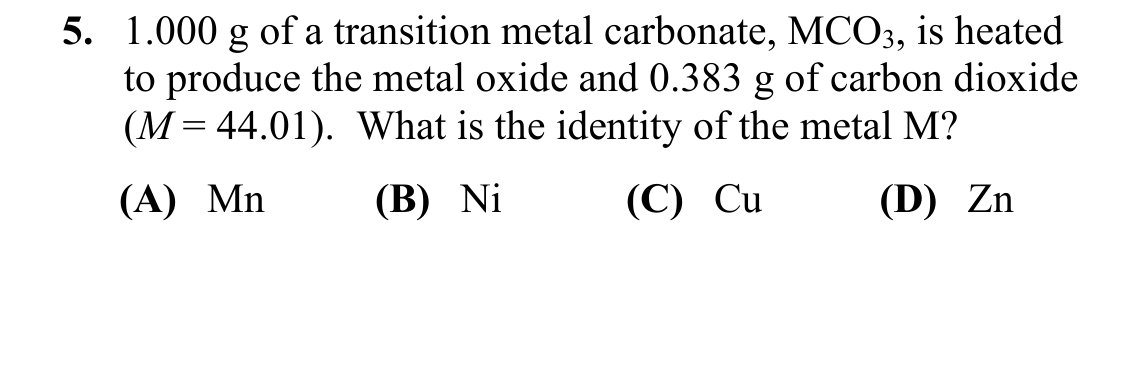 5. 1.000 g of a transition metal carbonate, MCO₃, is heated
to produce the metal oxide and 0.383 g of carbon dioxide
(M = 44.01). What is the identity of the metal M?
(A) Mn (B) Ni (C) Cu (D) Zn